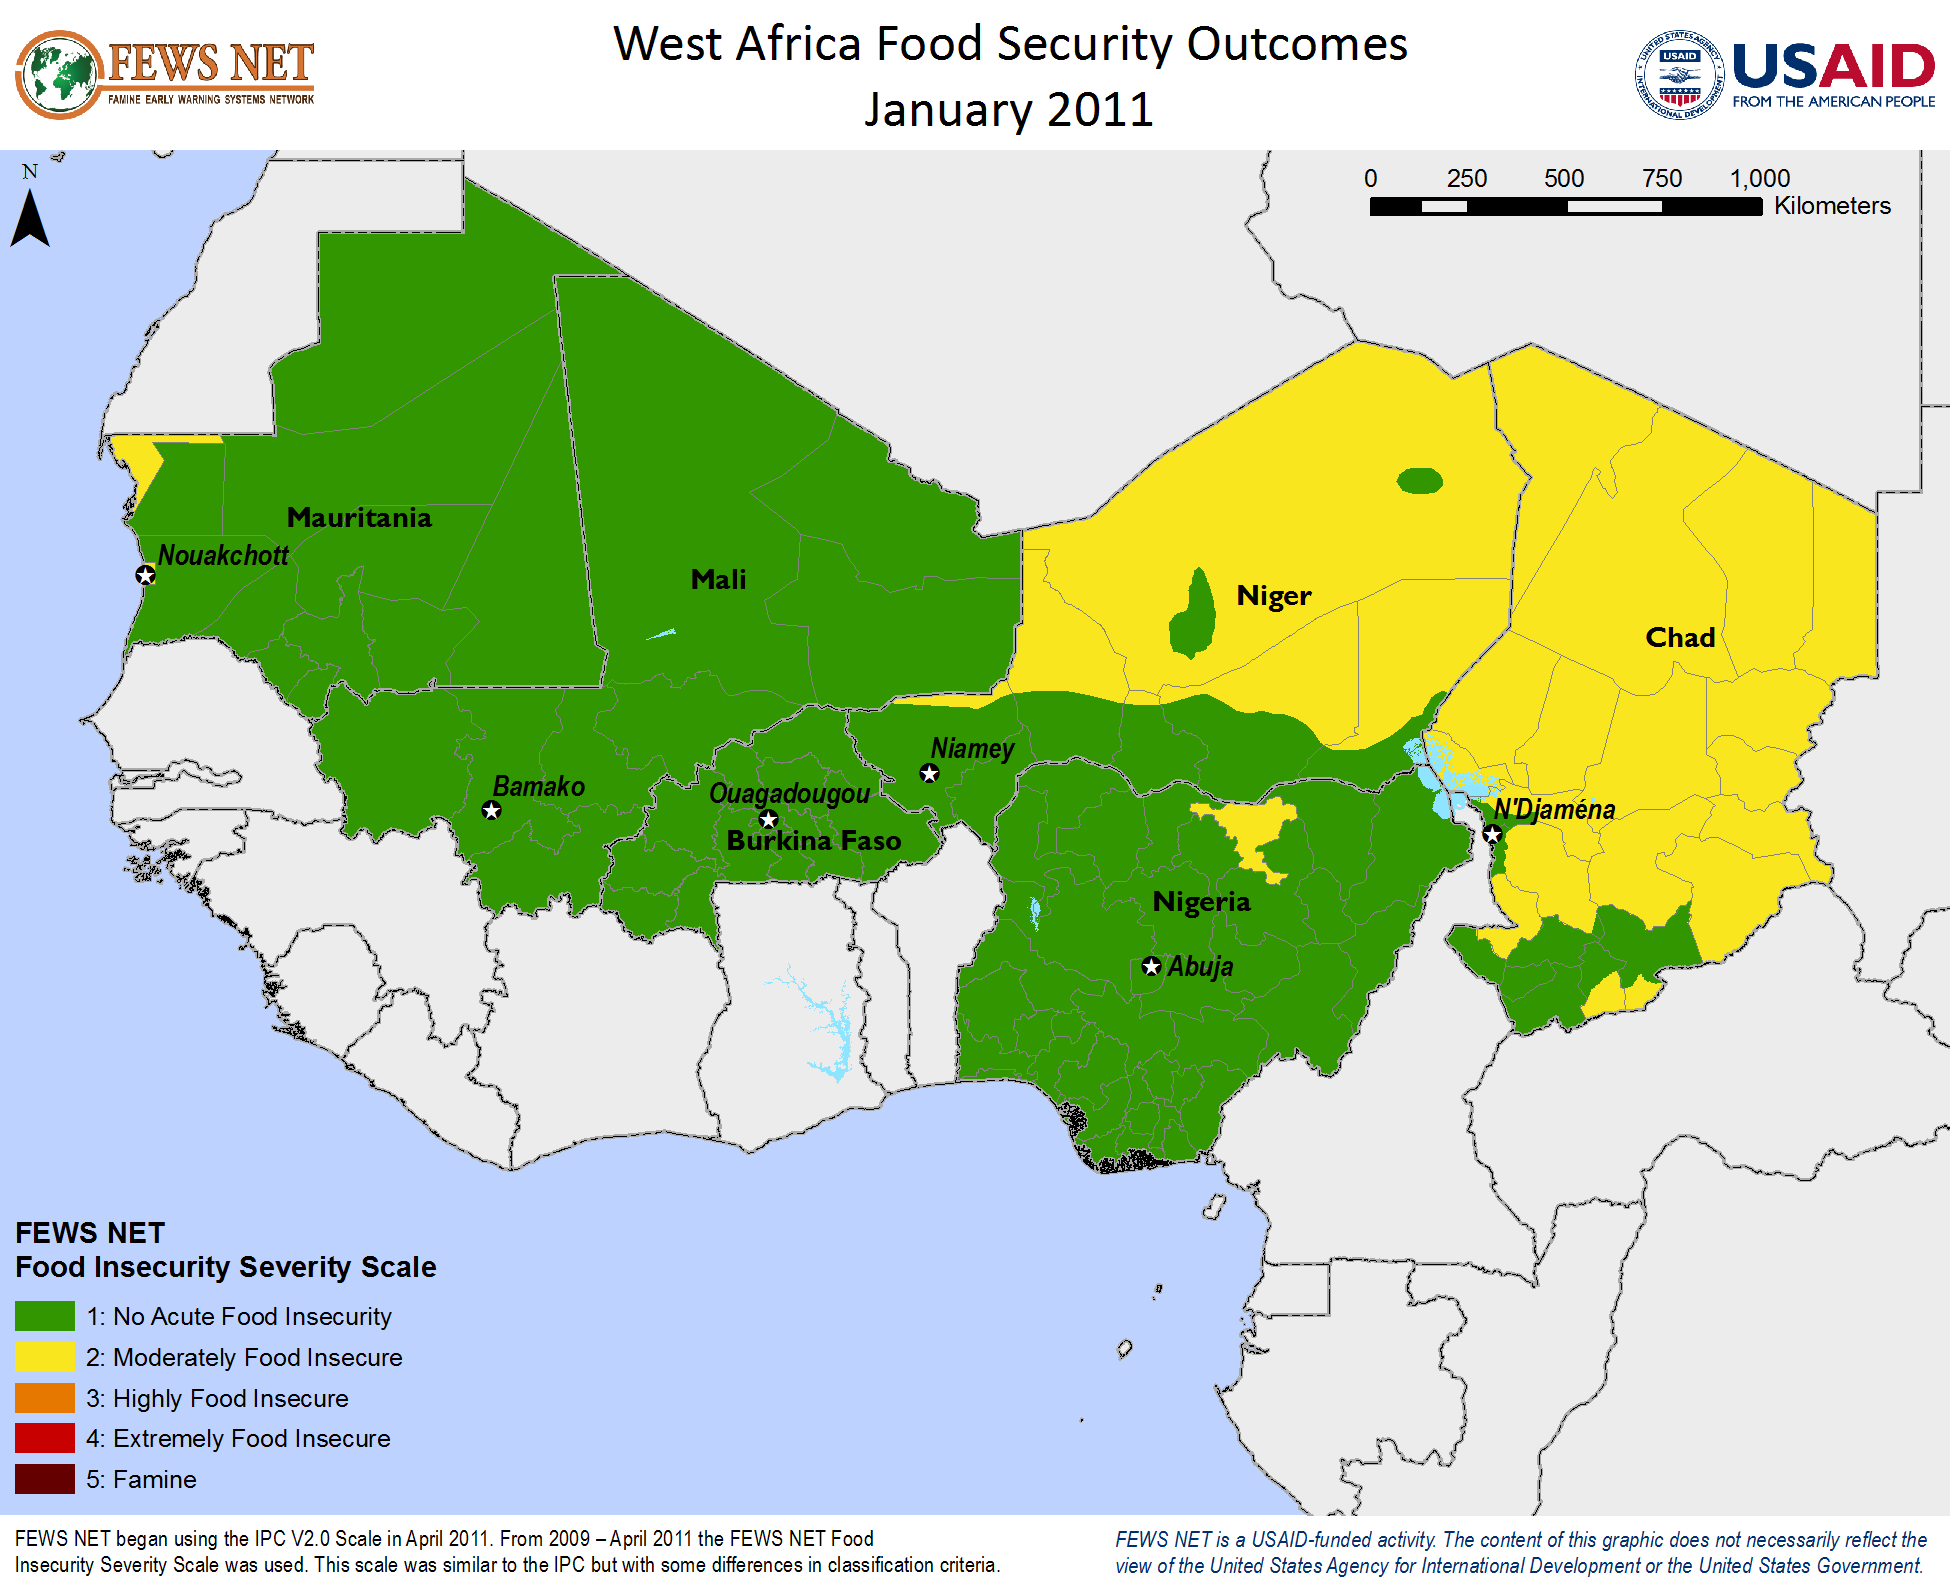 FEWS NET
FAMINE EARLY WARNING SYSTEMS NETWORK
West Africa Food Security Outcomes
January 2011
UNITED STATES AGENCY
USAID
INTERNATIONAL DEVELOPMENT
USAID
FROM THE AMERICAN PEOPLE
N
0 250 500 750 1,000
Kilometers
Mauritania
Nouakchott
Mali
Niger
Chad
Niamey
Bamako
Ouagadougou
Burkina Faso
N'Djaména
Nigeria
Abuja
FEWS NET
Food Insecurity Severity Scale
1: No Acute Food Insecurity
2: Moderately Food Insecure
3: Highly Food Insecure
4: Extremely Food Insecure
5: Famine
FEWS NET began using the IPC V2.0 Scale in April 2011. From 2009 – April 2011 the FEWS NET Food
Insecurity Severity Scale was used. This scale was similar to the IPC but with some differences in classification criteria.
FEWS NET is a USAID-funded activity. The content of this graphic does not necessarily reflect the
view of the United States Agency for International Development or the United States Government.